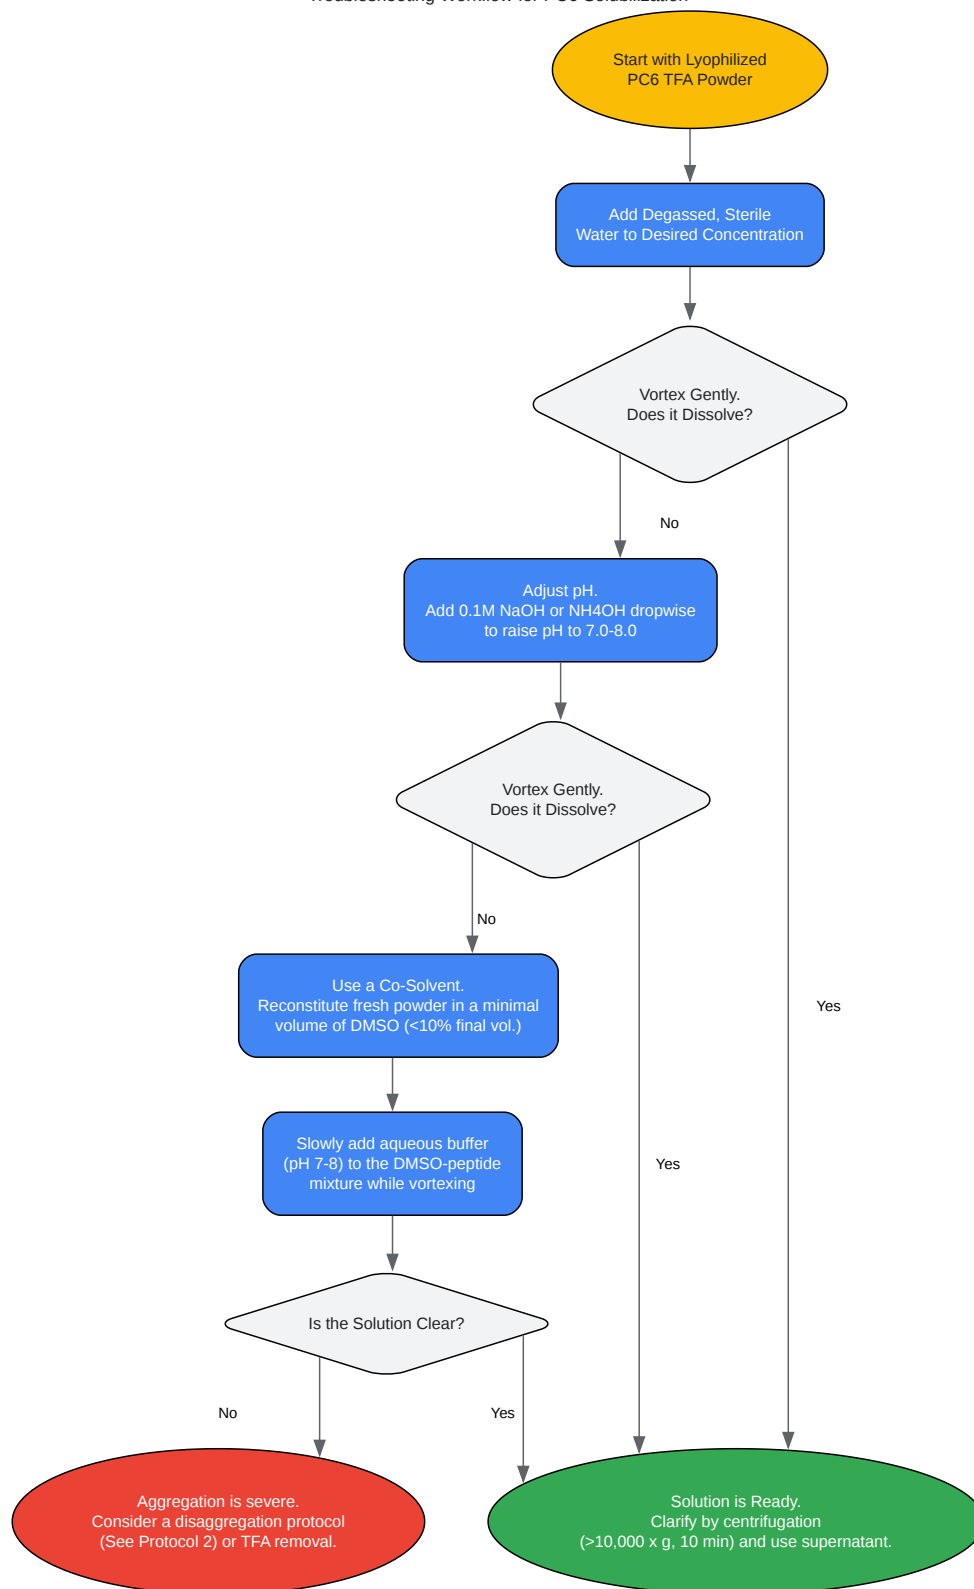 Troubleshooting Workflow for PC6 Solubilization
Start with Lyophilized
PC6 TFA Powder
Add Degassed, Sterile
Water to Desired Concentration
Vortex Gently.
Does it Dissolve?
No
Adjust pH.
Add 0.1M NaOH or NH4OH dropwise
to raise pH to 7.0-8.0
Vortex Gently.
Does it Dissolve?
No
Use a Co-Solvent.
Reconstitute fresh powder in a minimal
volume of DMSO (<10% final vol.)
Yes
Slowly add aqueous buffer
(pH 7-8) to the DMSO-peptide
mixture while vortexing
Yes
Is the Solution Clear?
No
Yes
Aggregation is severe.
Consider a disaggregation protocol
(See Protocol 2) or TFA removal.
Solution is Ready.
Clarify by centrifugation
(>10,000 x g, 10 min) and use supernatant.